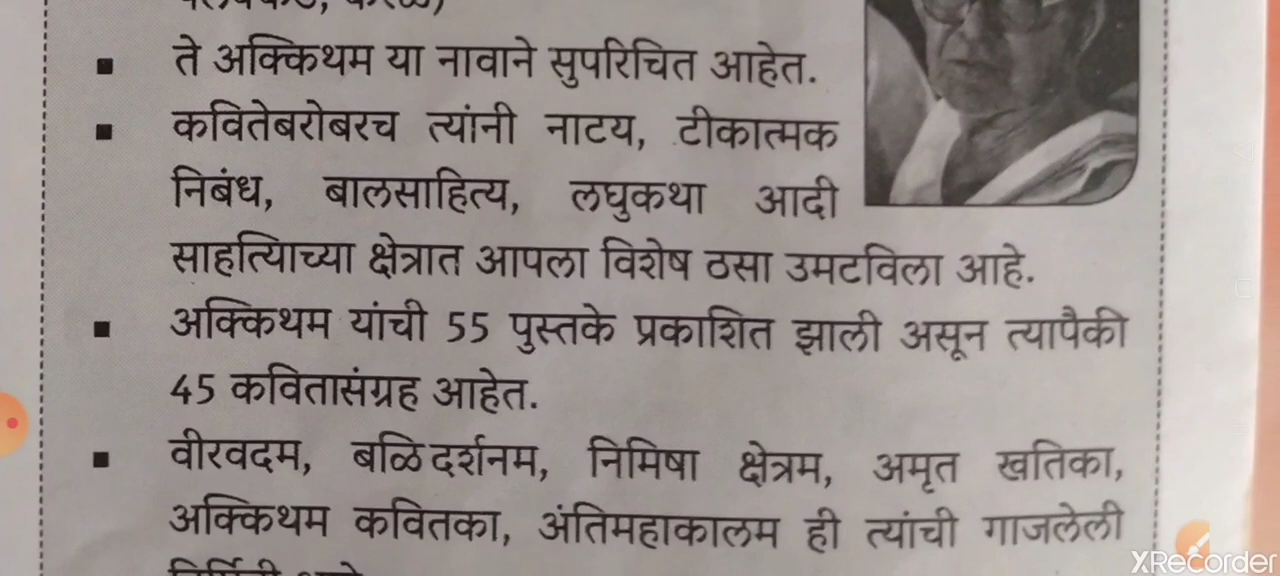 ते अक्किथम या नावाने सुपरिचित आहेत.
कवितेबरोबरच त्यांनी नाटय, टीकात्मक
निबंध, बालसाहित्य, लघुकथा आदी
साहत्यिाच्या क्षेत्रात आपला विशेष ठसा उमटविला आहे.
अक्किथम यांची 55 पुस्तके प्रकाशित झाली असून त्यापैकी
45 कवितासंग्रह आहेत.
वीरवदम, बळिदर्शनम, निमिषा क्षेत्रम, अमृत खतिका,
अक्किथम कवितका, अंतिमहाकालम ही त्यांची गाजलेली
XRecorder